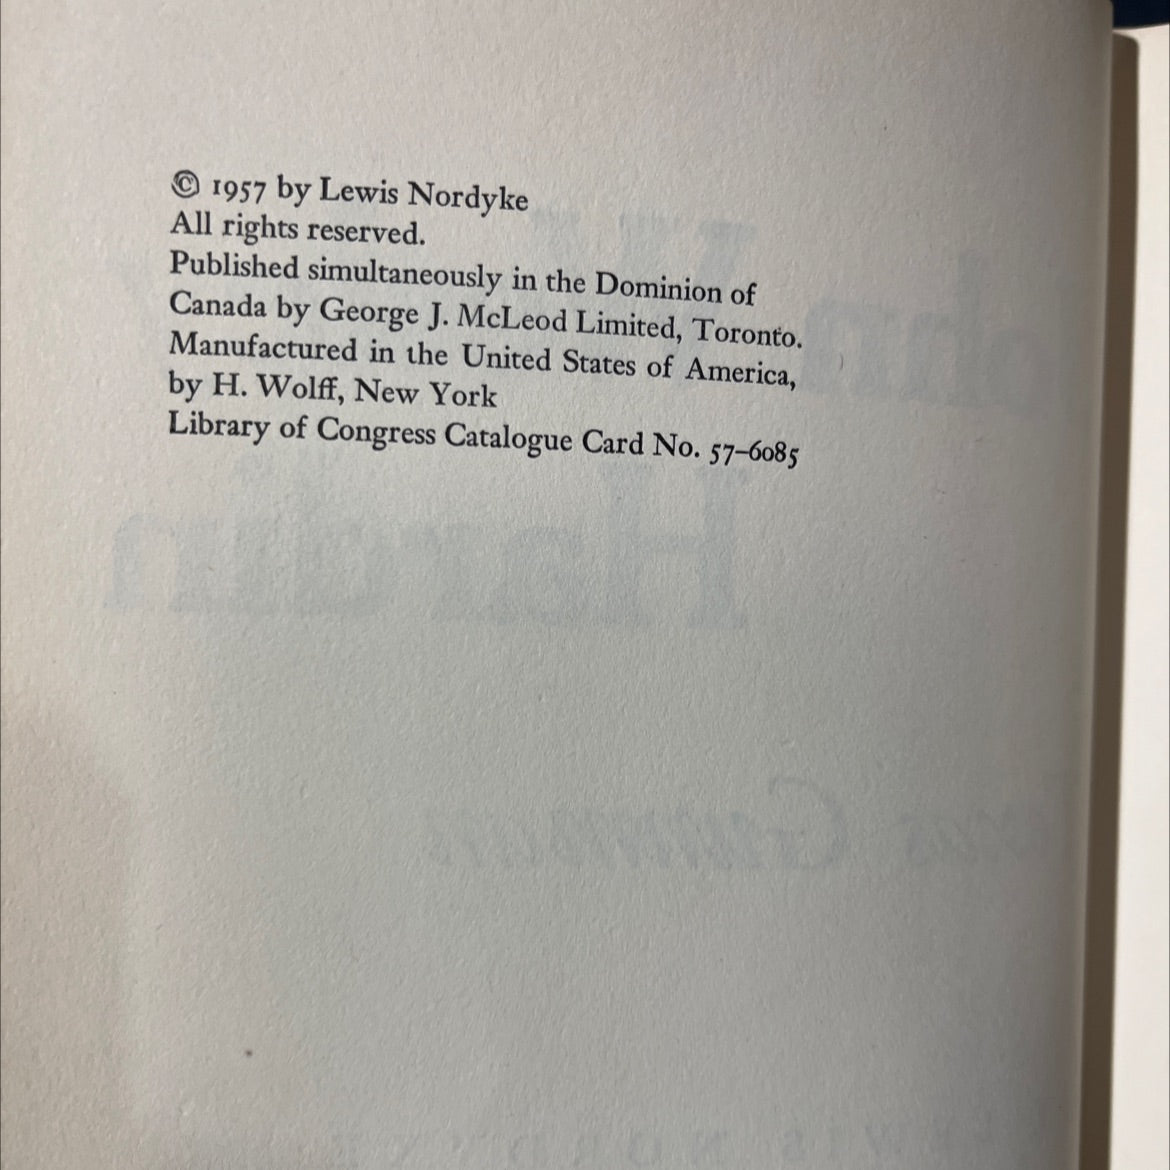 © 1957 by Lewis Nordyke
All rights reserved.
Published simultaneously in the Dominion of
Canada by George J. McLeod Limited, Toronto.
Manufactured in the United States of America,
by H. Wolff, New York
Library of Congress Catalogue Card No. 57–6085
Hardin
Gunman